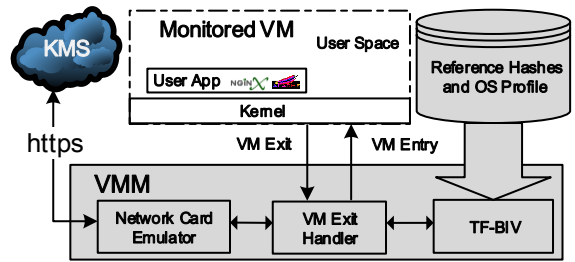 KMS
Monitored VM
User Space
User App
NGiNX
Kernel
Reference Hashes
and OS Profile
https
VM Exit
VM Entry
VMM
Network Card
Emulator
VM Exit
Handler
TF-BIV